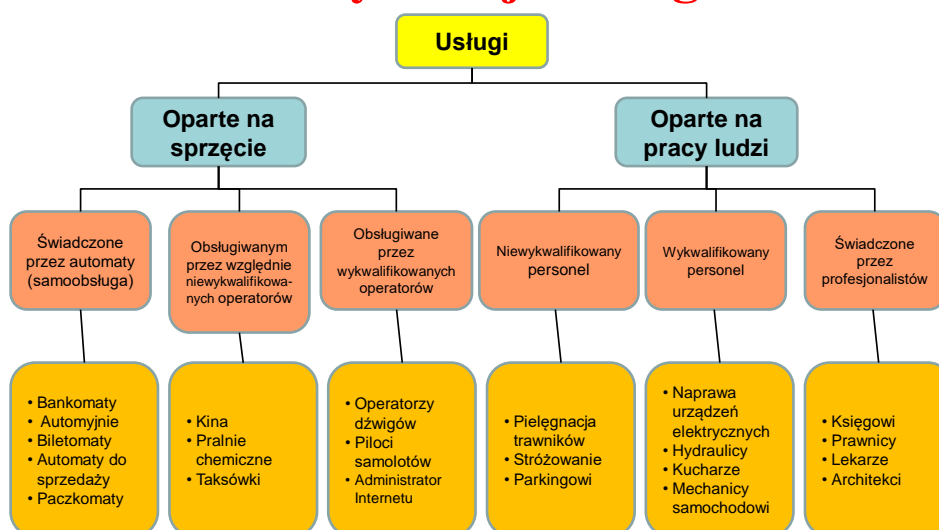 Usługi
Oparte na
sprzęcie
Oparte na
pracy ludzi
Świadczone
przez automaty
(samoobsługa)
Obsługiwanym
przez względnie
niewykwalifikowa-
nych operatorów
Obsługiwane
przez
wykwalifikowanych
operatorów
Niewykwalifikowany
personel
Wykwalifikowany
personel
Świadczone
przez
profesjonalistów
• Bankomaty
• Automyjnie
• Biletomaty
• Automaty do
sprzedaży
• Paczkomaty
• Kina
• Pralnie
chemiczne
• Taksówki
• Operatorzy
dźwigów
• Piloci
samolotów
• Administrator
Internetu
• Pielęgnacja
trawników
• Stróżowanie
• Parkingowi
• Naprawa
urządzeń
elektrycznych
• Hydraulicy
• Kucharze
• Mechanicy
samochodowi
• Księgowi
• Prawnicy
• Lekarze
• Architekci